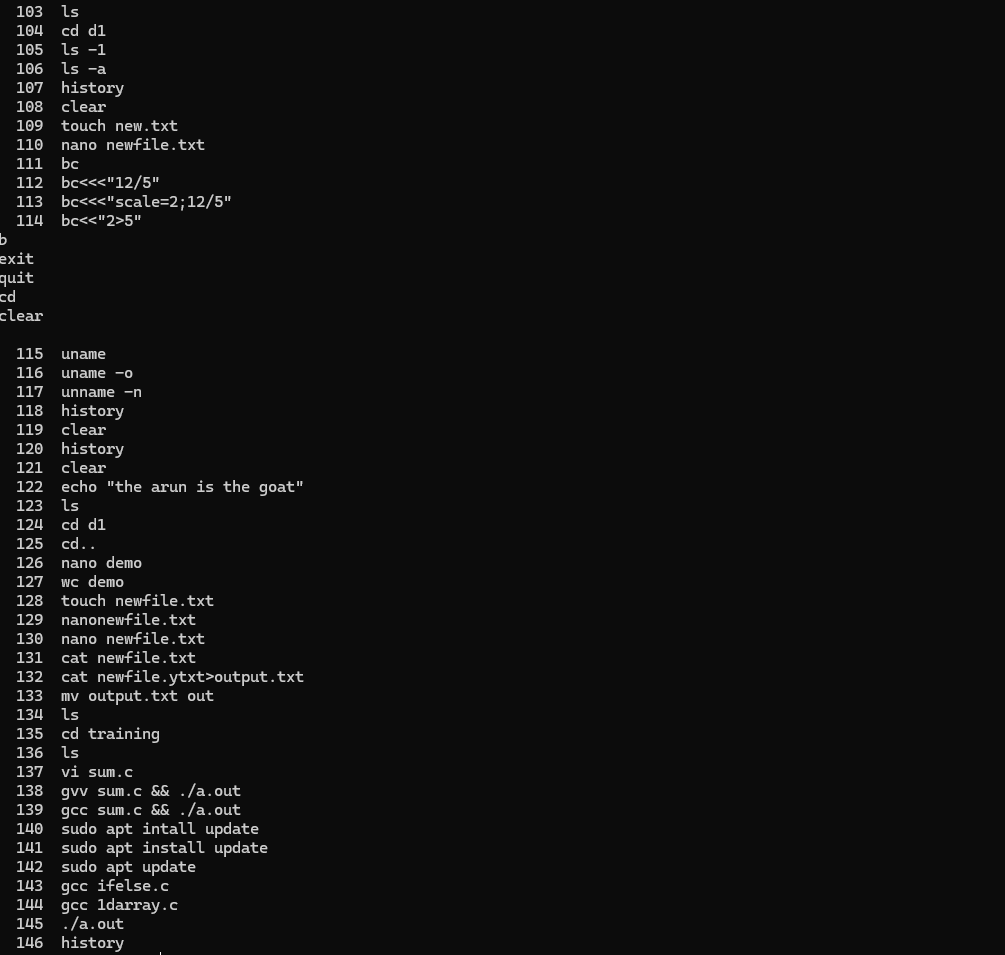 103  ls
104  cd d1
105  ls -1
106  ls -a
107  history
108  clear
109  touch new.txt
110  nano newfile.txt
111  bc
112  bc<<<"12/5"
113  bc<<<"scale=2;12/5"
114  bc<<"2>5"
b
exit
quit
cd
clear
115  uname
116  uname -o
117  unname -n
118  history
119  clear
120  history
121  clear
122  echo "the arun is the goat"
123  ls
124  cd d1
125  cd..
126  nano demo
127  wc demo
128  touch newfile.txt
129  nanonewfile.txt
130  nano newfile.txt
131  cat newfile.txt
132  cat newfile.ytxt>output.txt
133  mv output.txt out
134  ls
135  cd training
136  ls
137  vi sum.c
138  gvv sum.c && ./a.out
139  gcc sum.c && ./a.out
140  sudo apt intall update
141  sudo apt install update
142  sudo apt update
143  gcc ifelse.c
144  gcc 1darray.c
145  ./a.out
146  history